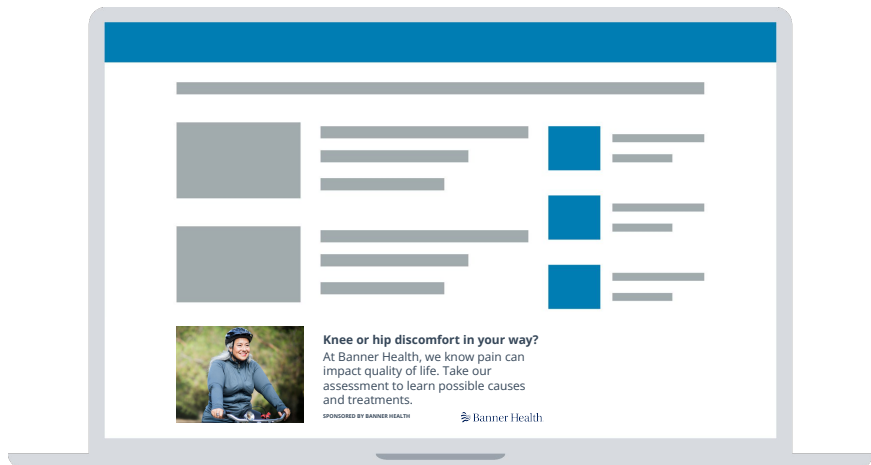 Knee or hip discomfort in your way?
At Banner Health, we know pain can
impact quality of life. Take our
assessment to learn possible causes
and treatments.
SPONSORED BY BANNER HEALTH
Banner Health